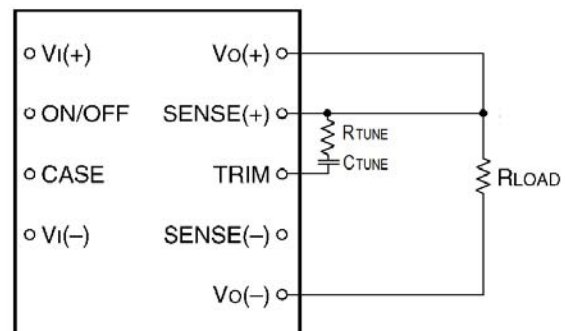 VI(+)
VO(+)
ON/OFF
SENSE(+)
RTUNE
CTUNE
CASE
TRIM
RLOAD
VI(–)
SENSE(–)
VO(–)